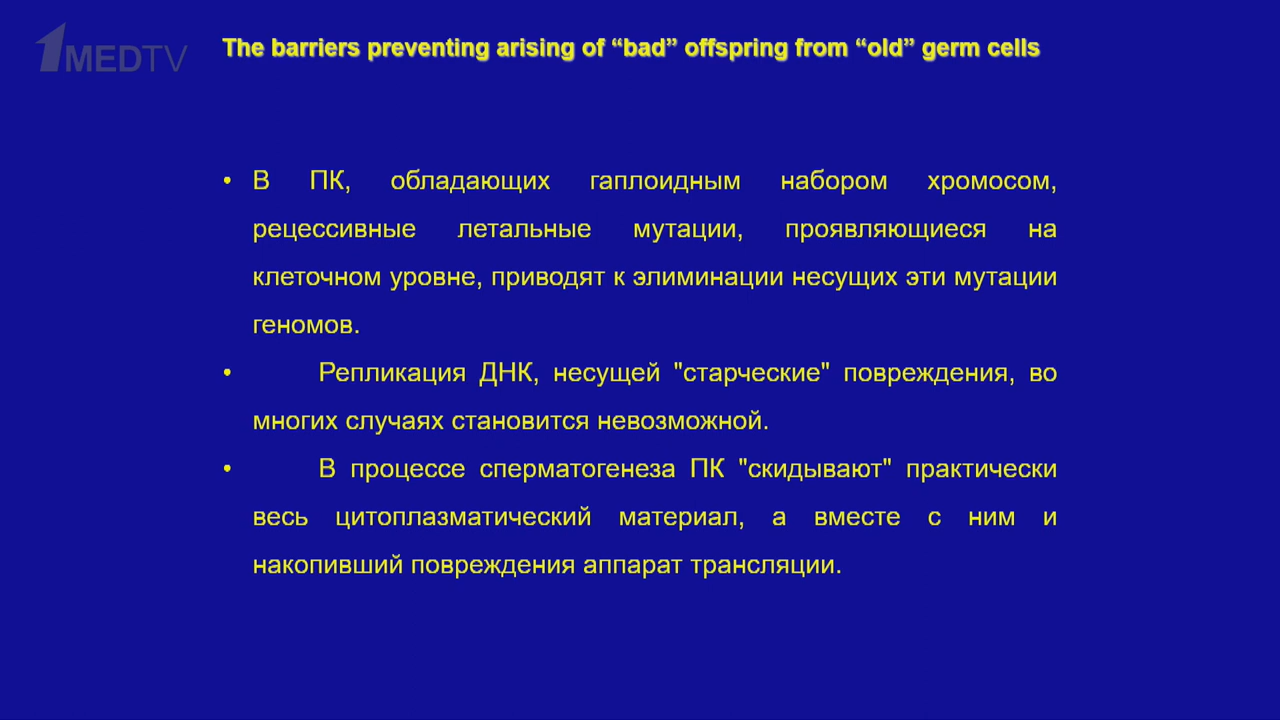 1MEDTV
The barriers preventing arising of “bad” offspring from “old” germ cells
• В ПК, обладающих гаплоидным набором хромосом,
рецессивные летальные мутации, проявляющиеся на
клеточном уровне, приводят к элиминации несущих эти мутации
геномов.
• Репликация ДНК, несущей "старческие" повреждения, во
многих случаях становится невозможной.
• В процессе сперматогенеза ПК "скидывают" практически
весь цитоплазматический материал, а вместе с ним и
накопивший повреждения аппарат трансляции.